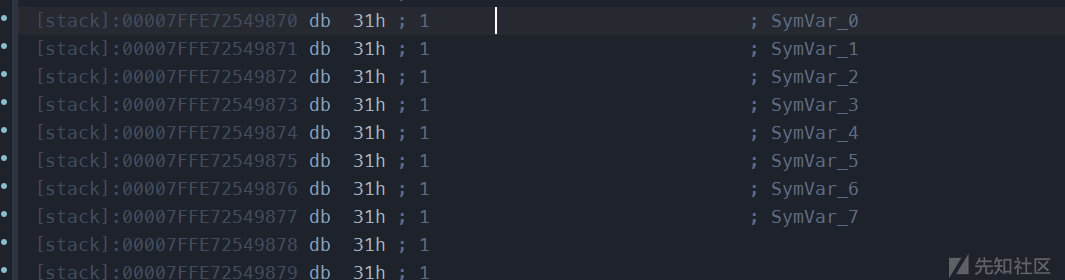 [stack]:00007FFE72549870 db 31h ; 1 ; SymVar_0
[stack]:00007FFE72549871 db 31h ; 1 ; SymVar_1
[stack]:00007FFE72549872 db 31h ; 1 ; SymVar_2
[stack]:00007FFE72549873 db 31h ; 1 ; SymVar_3
[stack]:00007FFE72549874 db 31h ; 1 ; SymVar_4
[stack]:00007FFE72549875 db 31h ; 1 ; SymVar_5
[stack]:00007FFE72549876 db 31h ; 1 ; SymVar_6
[stack]:00007FFE72549877 db 31h ; 1 ; SymVar_7
[stack]:00007FFE72549878 db 31h ; 1
[stack]:00007FFE72549879 db 31h ; 1
先知社区